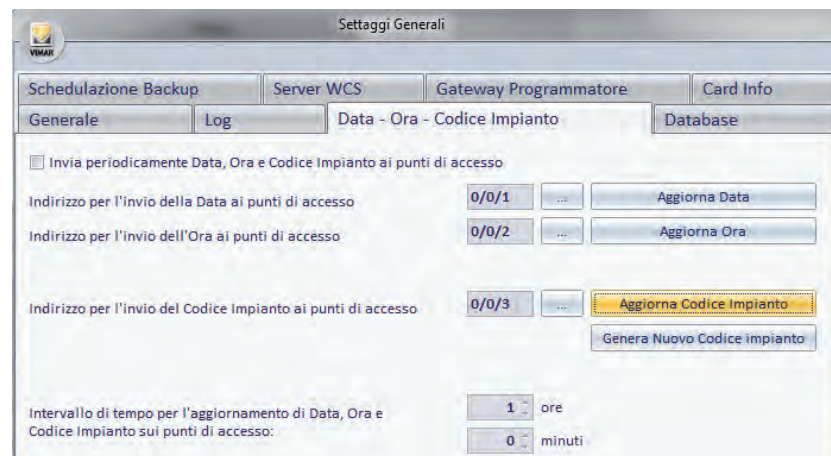 Settaggi Generali
VIMAR
Schedulazione Backup Server WCS Gateway Programmatore Card Info
Generale Log Data - Ora - Codice Impianto Database
Invia periodicamente Data, Ora e Codice Impianto ai punti di accesso
Indirizzo per l'invio della Data ai punti di accesso 0/0/1 ... Aggiorna Data
Indirizzo per l'invio dell'Ora ai punti di accesso 0/0/2 ... Aggiorna Ora
Indirizzo per l'invio del Codice Impianto ai punti di accesso 0/0/3 ... Aggiorna Codice Impianto
Genera Nuovo Codice impianto
Intervallo di tempo per l'aggiornamento di Data, Ora e
Codice Impianto sui punti di accesso:
1 ore
0 minuti